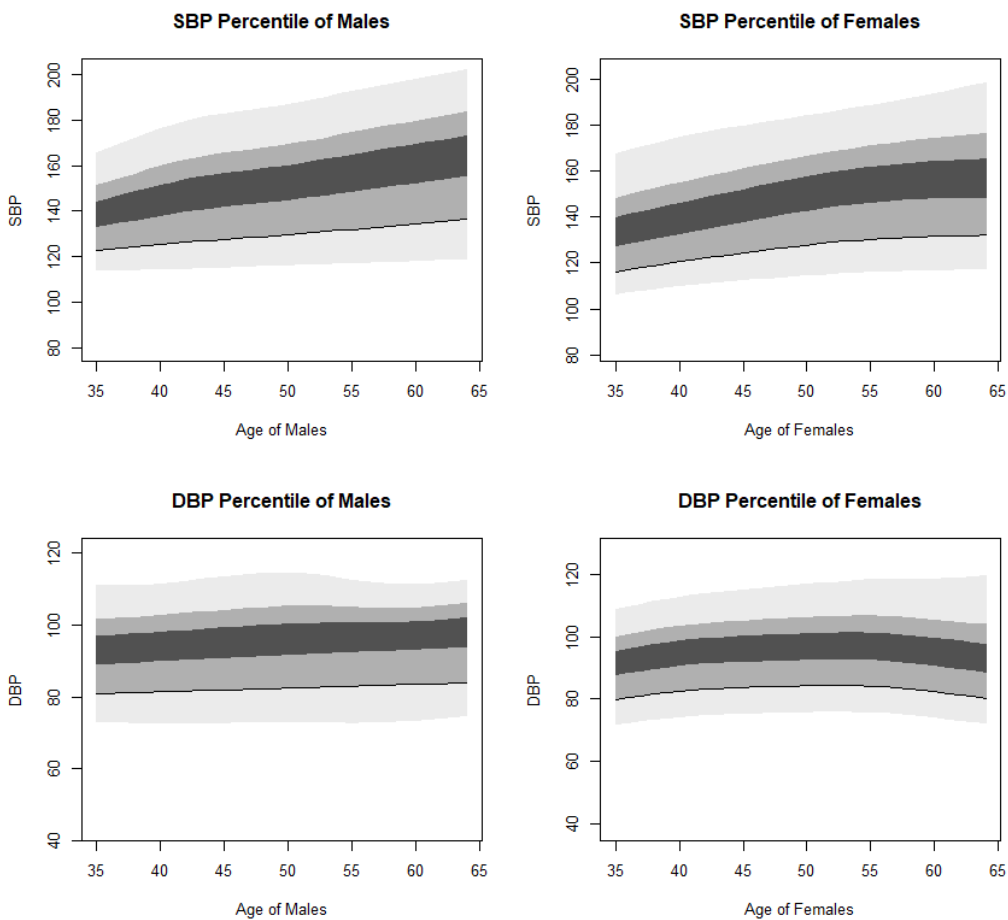 SBP Percentile of Males
SBP
200
180
160
140
120
100
80
35 40 45 50 55 60 65
Age of Males
SBP Percentile of Females
SBP
200
180
160
140
120
100
80
35 40 45 50 55 60 65
Age of Females
DBP Percentile of Males
DBP
120
100
80
60
40
35 40 45 50 55 60 65
Age of Males
DBP Percentile of Females
DBP
120
100
80
60
40
35 40 45 50 55 60 65
Age of Females